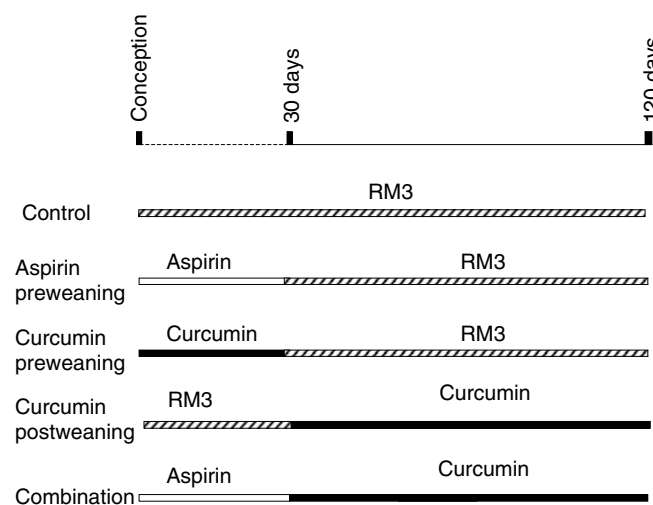 Conception
30 days
120 days
RM3
Control
Aspirin
RM3
Aspirin
preweaning
Curcumin
RM3
Curcumin
preweaning
RM3
Curcumin
Curcumin
postweaning
Aspirin
Curcumin
Combination